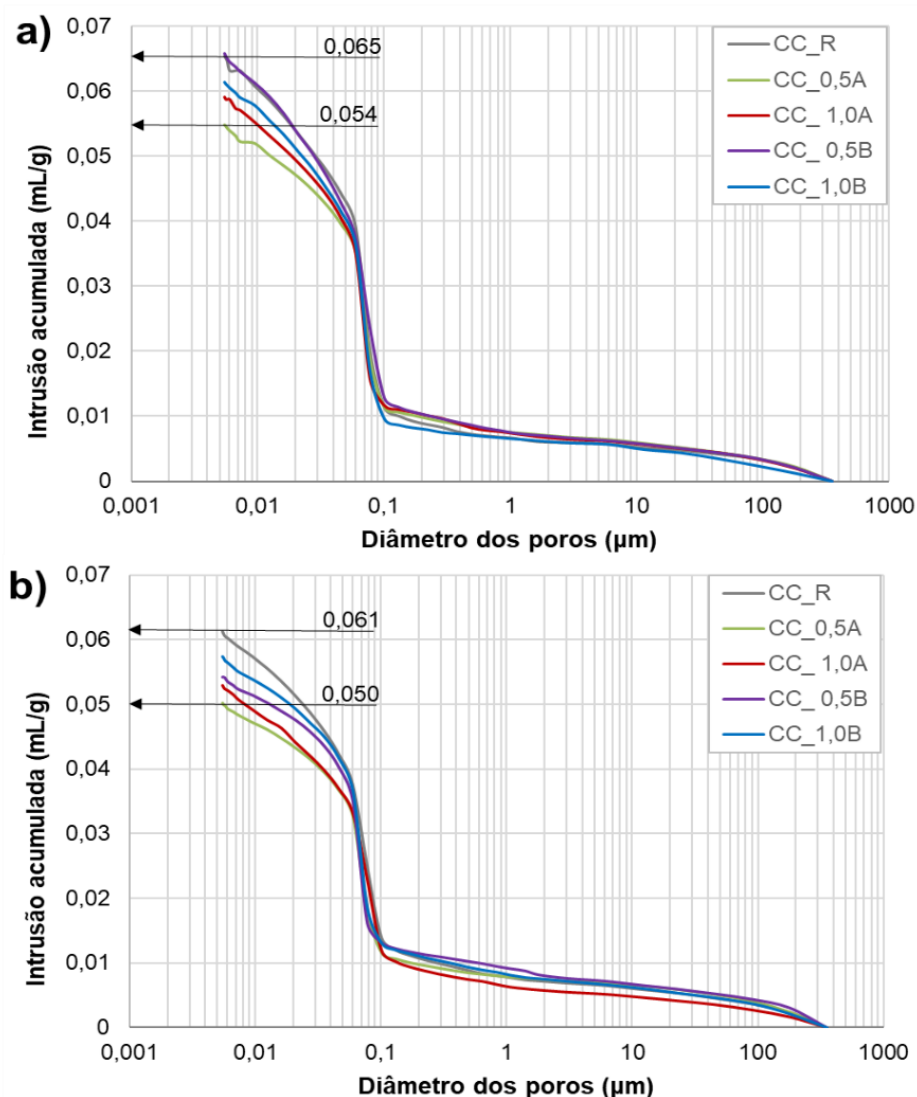 a)
Intrusão acumulada (mL/g)
0,07
0,06
0,05
0,04
0,03
0,02
0,01
0
0,065
0,054
CC_R
CC_0,5A
CC_ 1,0A
CC_ 0,5B
CC_1,0B
0,001
0,01
0,1
1
10
100
1000
Diâmetro dos poros (µm)
b)
Intrusão acumulada (mL/g)
0,07
0,06
0,05
0,04
0,03
0,02
0,01
0
0,061
0,050
CC_R
CC_0,5A
CC_ 1,0A
CC_ 0,5B
CC_1,0B
0,001
0,01
0,1
1
10
100
1000
Diâmetro dos poros (µm)